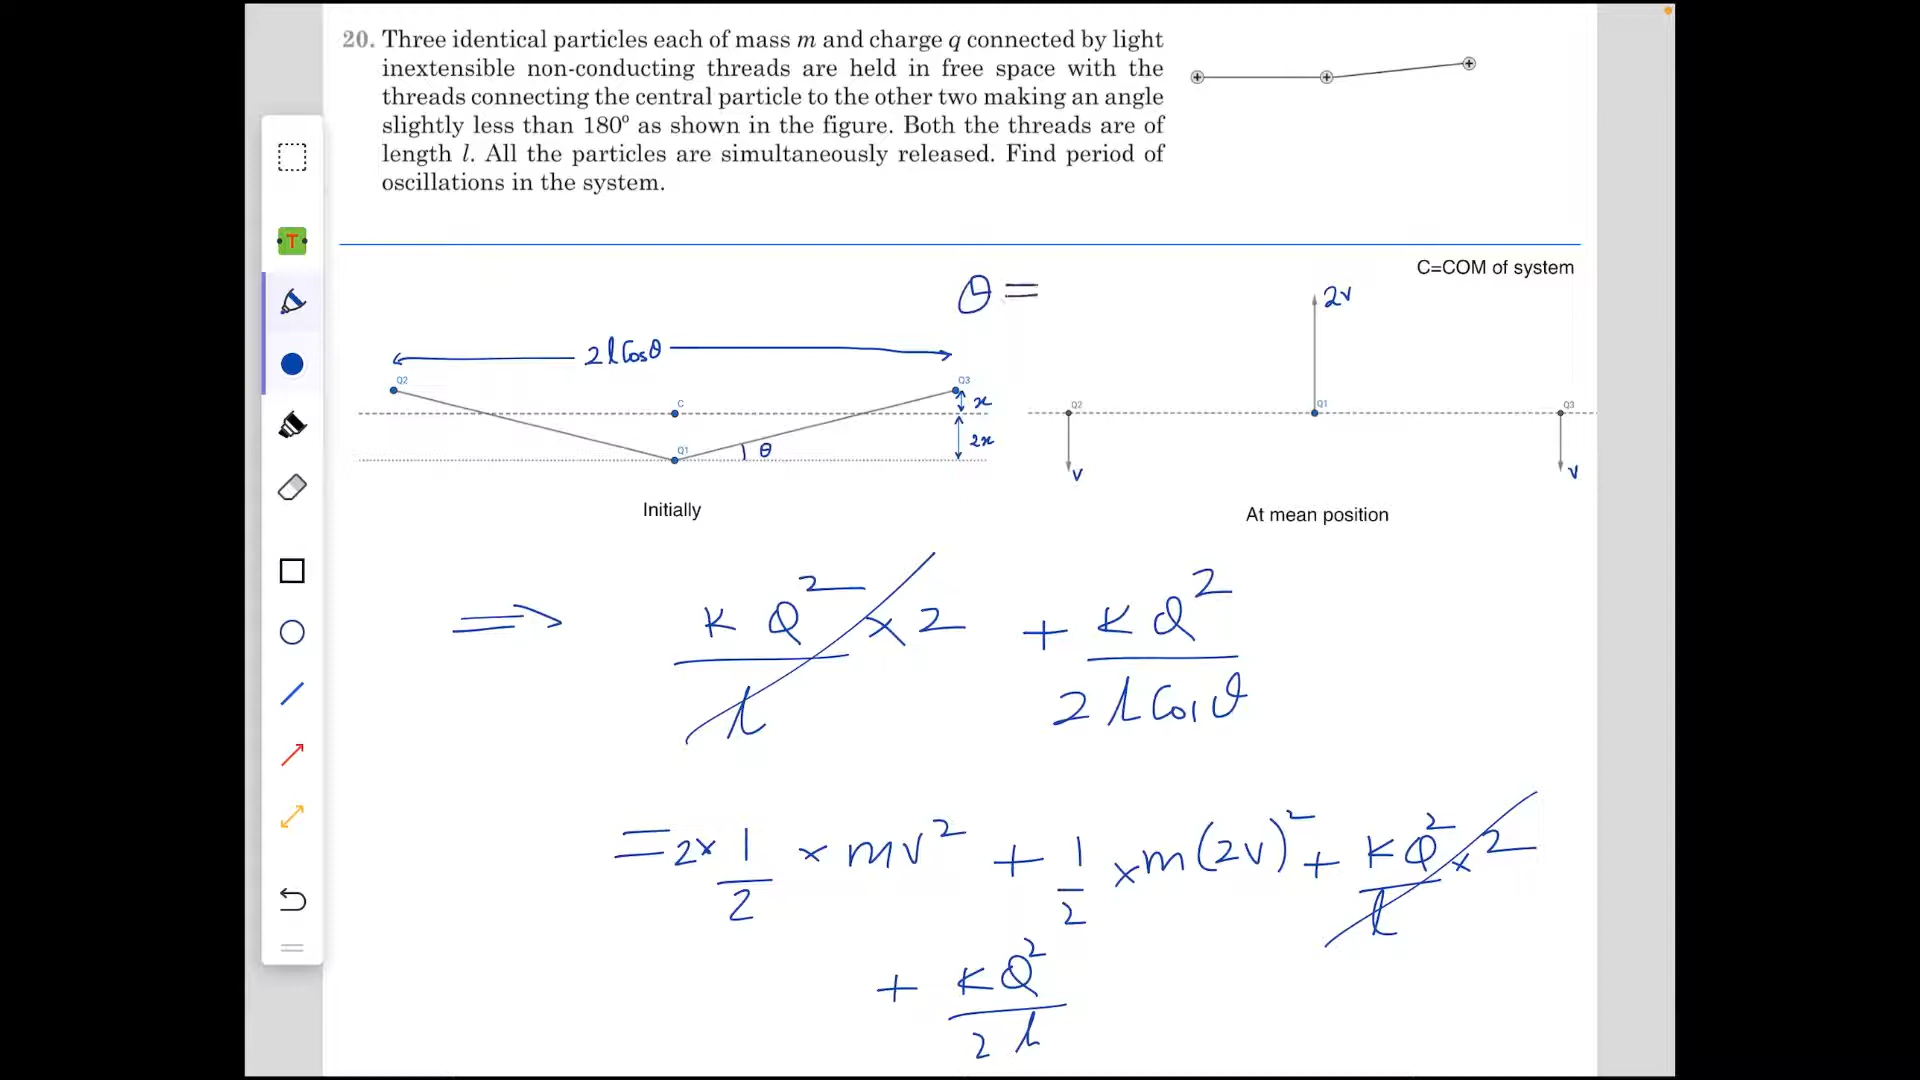 20. Three identical particles each of mass m and charge q connected by light
inextensible non-conducting threads are held in free space with the
threads connecting the central particle to the other two making an angle
slightly less than 180° as shown in the figure. Both the threads are of
length l. All the particles are simultaneously released. Find period of
oscillations in the system.
T
C=COM of system
θ =
2v
2lCosθ
Q2
Q3
x
C
2x
Q1
θ
Q2
Q1
Q3
v
v
Initially
At mean position
⇒ KQ²/l × 2 + KQ²/2lCosθ
= 2 × 1/2 × mv² + 1/2 × m(2v)² + KQ²/l × 2
+ KQ²/2l